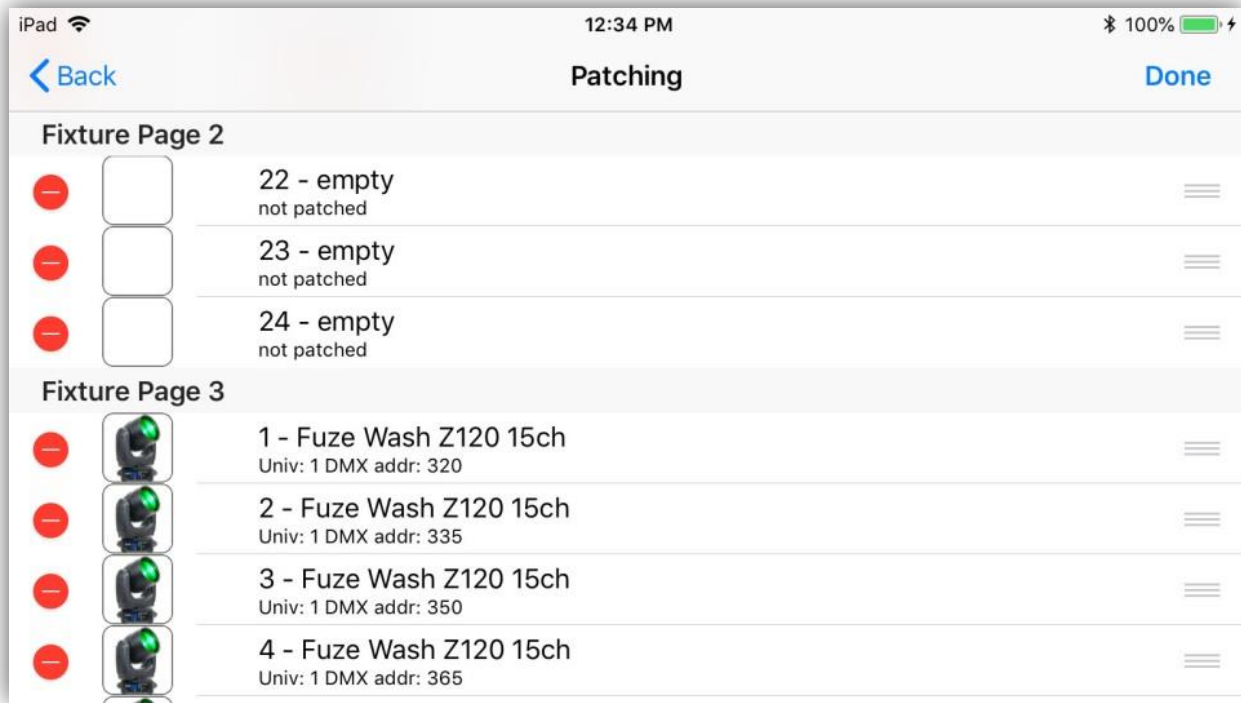 iPad 12:34 PM 100%
Back Patching Done
Fixture Page 2
22 - empty
not patched
23 - empty
not patched
24 - empty
not patched
Fixture Page 3
1 - Fuze Wash Z120 15ch
Univ: 1 DMX addr: 320
2 - Fuze Wash Z120 15ch
Univ: 1 DMX addr: 335
3 - Fuze Wash Z120 15ch
Univ: 1 DMX addr: 350
4 - Fuze Wash Z120 15ch
Univ: 1 DMX addr: 365